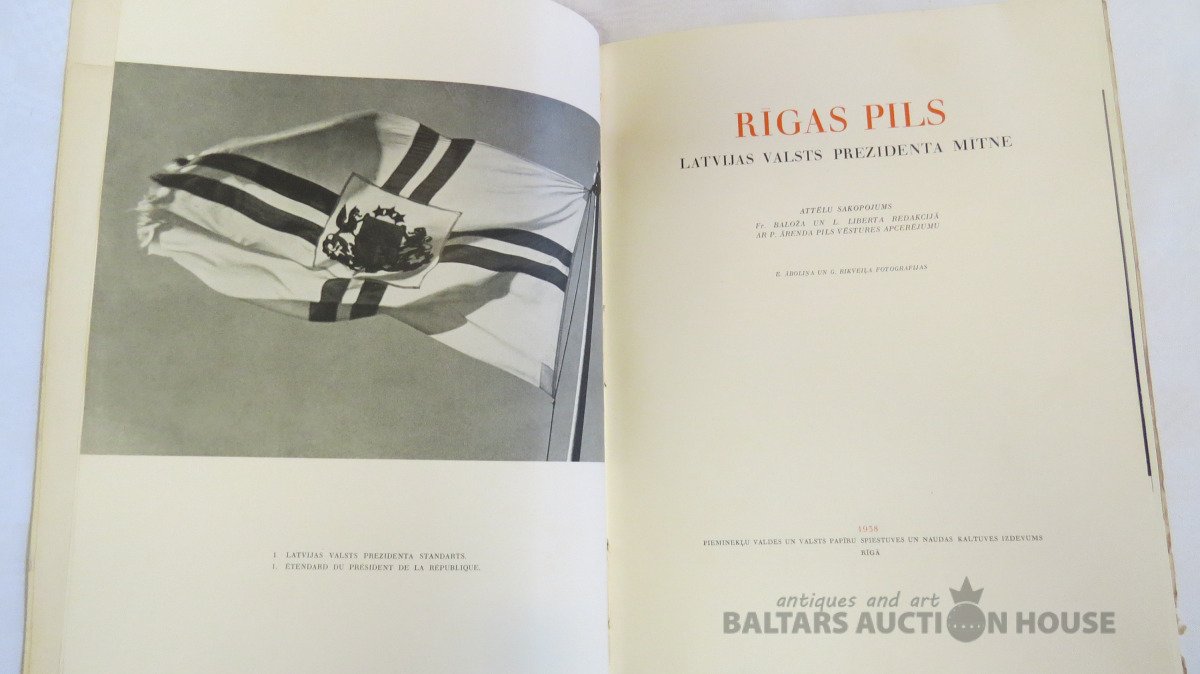 1. LATVIJAS VALSTS PREZIDENTA STANDARTS.
1. ÉTENDARD DU PRÉSIDENT DE LA RÉPUBLIQUE.
RĪGAS PILS
LATVIJAS VALSTS PREZIDENTA MITNE
ATTĒLU SAKOPOJUMS
Fr. BALOŽA UN L. LIBERTA REDAKCIJĀ
AR P. ĀRENDA PILS VĒSTURES APCERĒJUMU
E. ĀBOLIŅA UN G. RIKVEIĻA FOTOGRAFIJAS
1938
PIEMINEKĻU VALDES UN VALSTS PAPĪRU SPIESTUVES UN NAUDAS KALTUVES IZDEVUMS
RĪGĀ
antiques and art
BALTARS AUCTION HOUSE